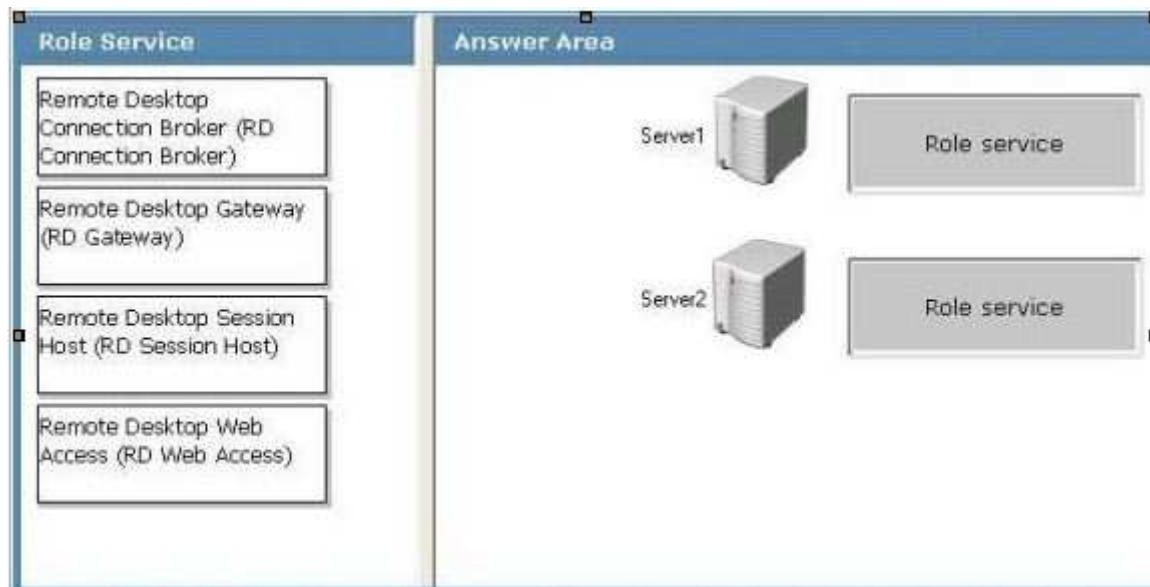 Role Service
Remote Desktop
Connection Broker (RD
Connection Broker)
Remote Desktop Gateway
(RD Gateway)
Remote Desktop Session
Host (RD Session Host)
Remote Desktop Web
Access (RD Web Access)
Answer Area
Server1
Role service
Server2
Role service